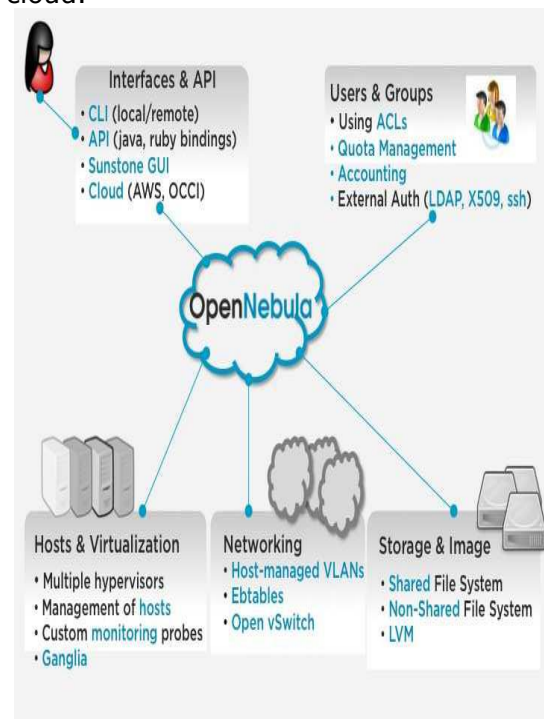 cloud.
Interfaces & API
• CLI (local/remote)
• API (java, ruby bindings)
• Sunstone GUI
• Cloud (AWS, OCCI)
Users & Groups
• Using ACLs
• Quota Management
• Accounting
• External Auth (LDAP, X509, ssh)
OpenNebula
Hosts & Virtualization
• Multiple hypervisors
• Management of hosts
• Custom monitoring probes
• Ganglia
Networking
• Host-managed VLANs
• Ebtables
• Open vSwitch
Storage & Image
• Shared File System
• Non-Shared File System
• LVM